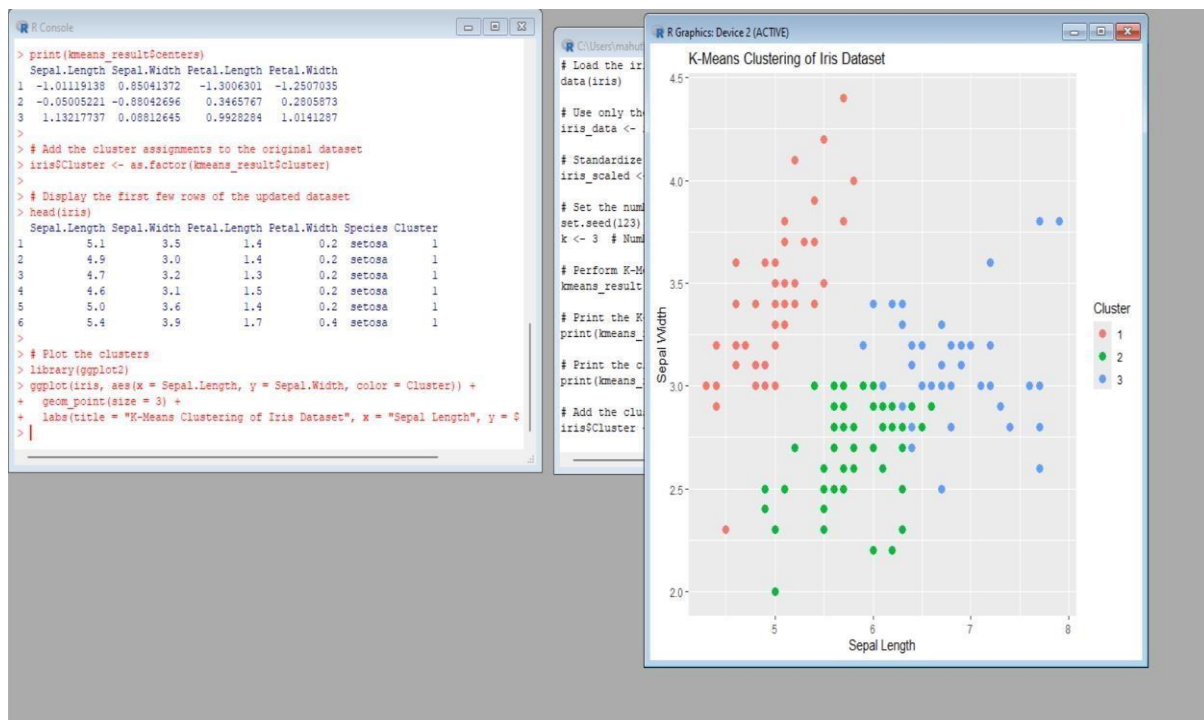 R Console
> print(kmeans_result$centers)
Sepal.Length Sepal.Width Petal.Length Petal.Width
1 -1.01119138 0.85041372 -1.3006301 -1.2507035
2 -0.05005221 -0.88042696 0.3465767 0.2805873
3 1.13217737 0.08812645 0.9928284 1.0141287
>
> # Add the cluster assignments to the original dataset
> iris$Cluster <- as.factor(kmeans_result$cluster)
>
> # Display the first few rows of the updated dataset
> head(iris)
Sepal.Length Sepal.Width Petal.Length Petal.Width Species Cluster
1 5.1 3.5 1.4 0.2 setosa 1
2 4.9 3.0 1.4 0.2 setosa 1
3 4.7 3.2 1.3 0.2 setosa 1
4 4.6 3.1 1.5 0.2 setosa 1
5 5.0 3.6 1.4 0.2 setosa 1
6 5.4 3.9 1.7 0.4 setosa 1
>
> # Plot the clusters
> library(ggplot2)
> ggplot(iris, aes(x = Sepal.Length, y = Sepal.Width, color = Cluster)) +
+ geom_point(size = 3) +
+ labs(title = "K-Means Clustering of Iris Dataset", x = "Sepal Length", y = $
>
C:\Users\mahut
# Load the
data(iris)
# Use only
iris_data <-
# Standardize
iris_scaled <
# Set the
set.seed(123)
k <- 3 #
# Perform
kmeans_result
# Print the
print(kmeans_
# Print the
print(kmeans_
# Add the
iris$Cluster
R Graphics: Device 2 (ACTIVE)
K-Means Clustering of Iris Dataset
4.5
4.0
3.5
3.0
2.5
2.0
Sepal Width
5 6 7 8
Sepal Length
Cluster
1
2
3